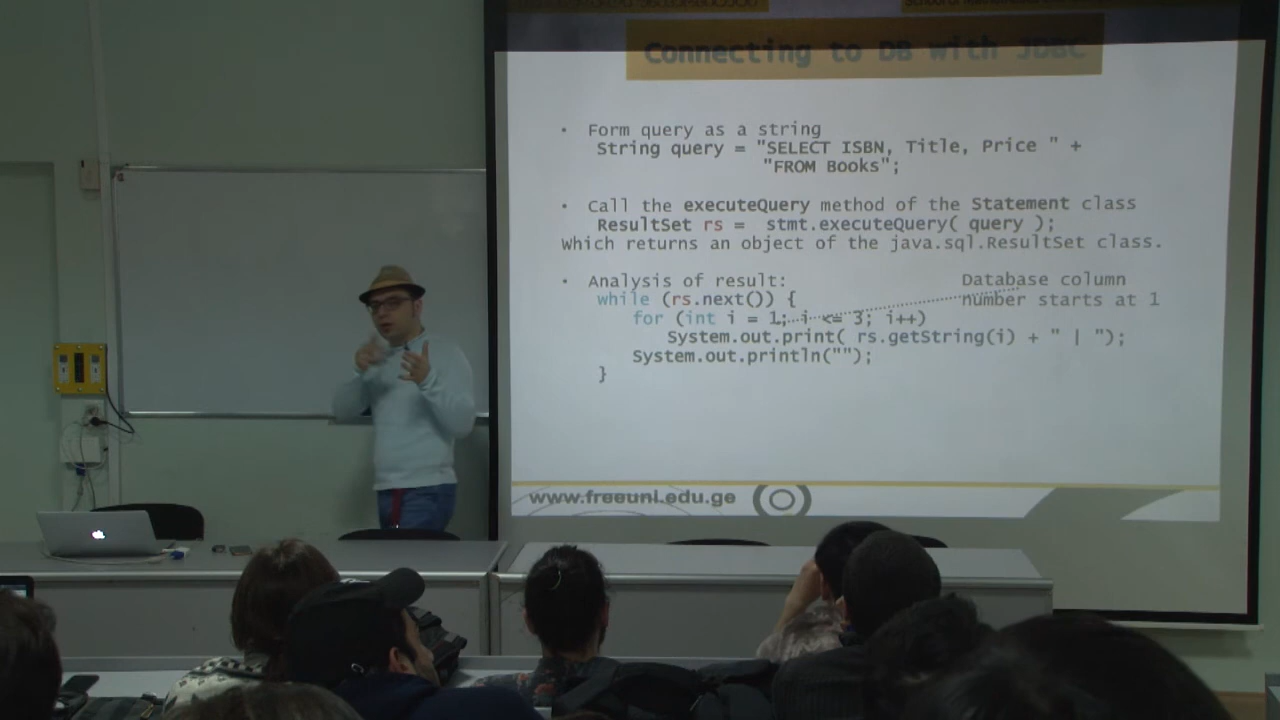 Connecting to DB with JDBC
• Form query as a string
String query = "SELECT ISBN, Title, Price " +
"FROM Books";
• Call the executeQuery method of the Statement class
ResultSet rs = stmt.executeQuery( query );
Which returns an object of the java.sql.ResultSet class.
• Analysis of result:
Database column
number starts at 1
while (rs.next()) {
for (int i = 1; i <= 3; i++)
System.out.print( rs.getString(i) + " | ");
System.out.println("");
}
www.freeuni.edu.ge